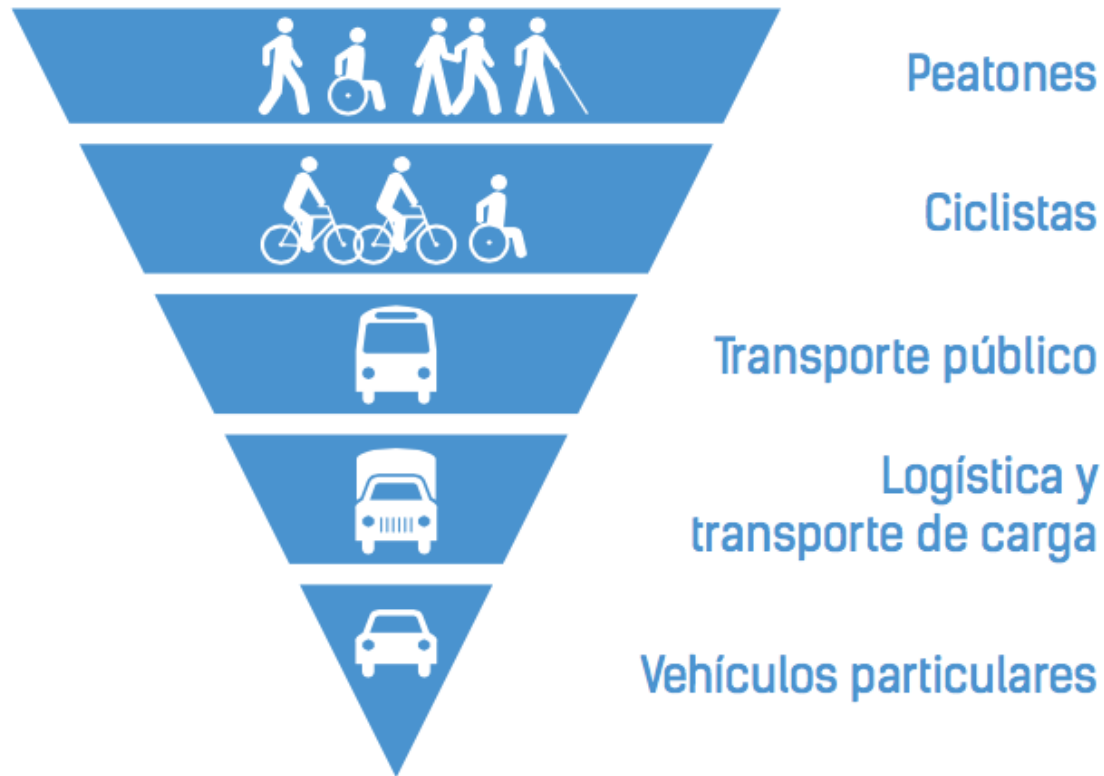 Peatones
Ciclistas
Transporte público
Logística y
transporte de carga
Vehículos particulares